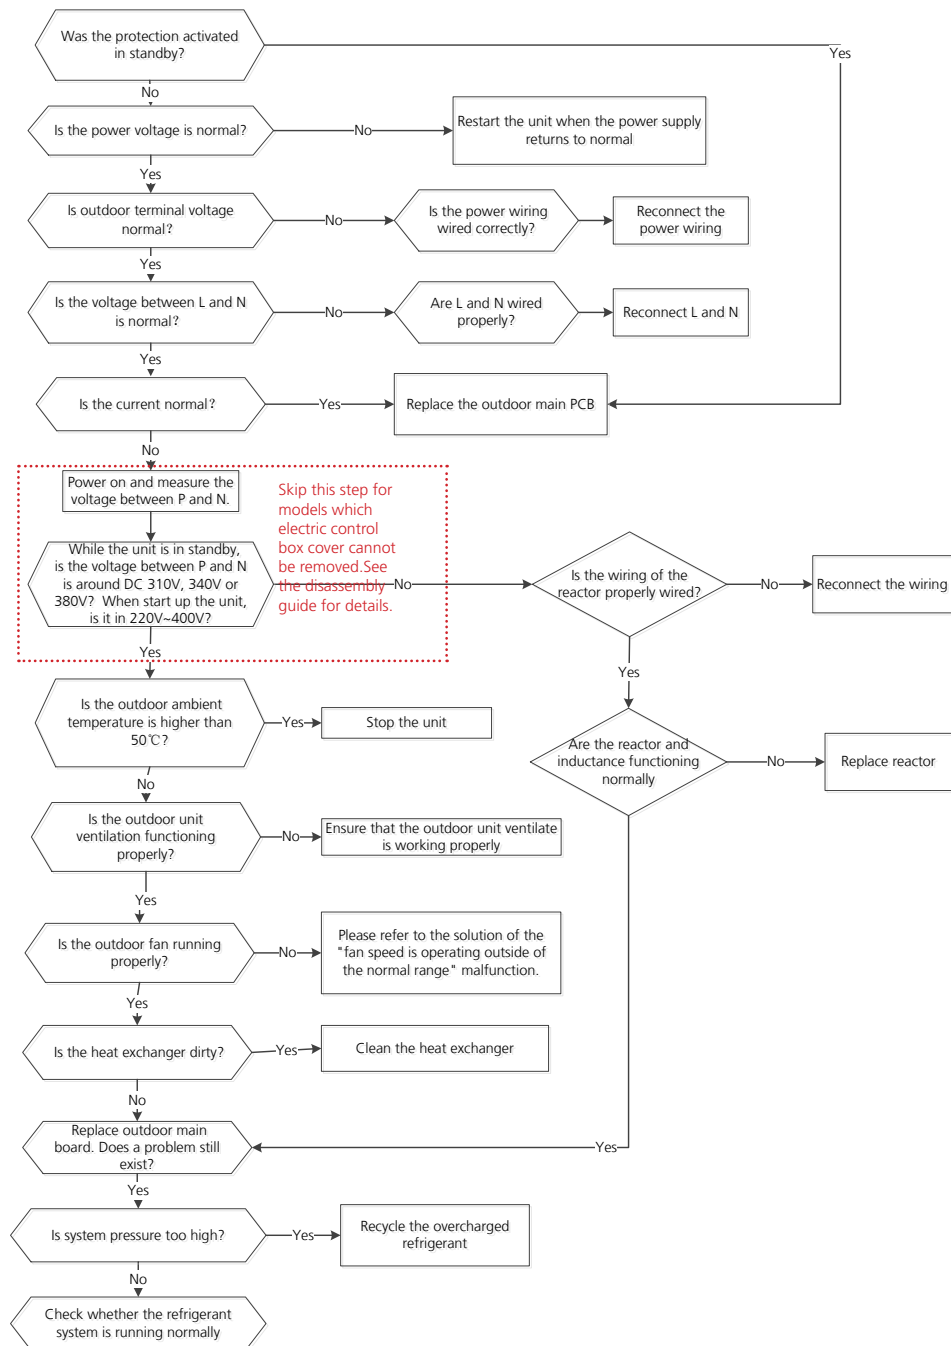 Was the protection activated
in standby?
Yes
No
Is the power voltage is normal?
No
Restart the unit when the power supply
returns to normal
Yes
Is outdoor terminal voltage
normal?
No
Is the power wiring
wired correctly?
Reconnect the
power wiring
Yes
Is the voltage between L and N
is normal?
No
Are L and N wired
properly?
Reconnect L and N
Yes
Is the current normal?
Yes
Replace the outdoor main PCB
No
Power on and measure the
voltage between P and N.
Skip this step for
models which
electric control
box cover cannot
be removed.See
the disassembly
guide for details.
While the unit is in standby,
is the voltage between P and N
is around DC 310V, 340V or
380V? When start up the unit,
is it in 220V~400V?
No
Is the wiring of the
reactor properly wired?
No
Reconnect the wiring
Yes
Yes
Is the outdoor ambient
temperature is higher than
50℃?
Yes
Stop the unit
Are the reactor and
inductance functioning
normally
No
Replace reactor
No
Is the outdoor unit
ventilation functioning
properly?
No
Ensure that the outdoor unit ventilate
is working properly
Yes
Is the outdoor fan running
properly?
No
Please refer to the solution of the
"fan speed is operating outside of
the normal range" malfunction.
Yes
Is the heat exchanger dirty?
Yes
Clean the heat exchanger
No
Replace outdoor main
board. Does a problem still
exist?
Yes
Yes
Is system pressure too high?
Yes
Recycle the overcharged
refrigerant
No
Check whether the refrigerant
system is running normally